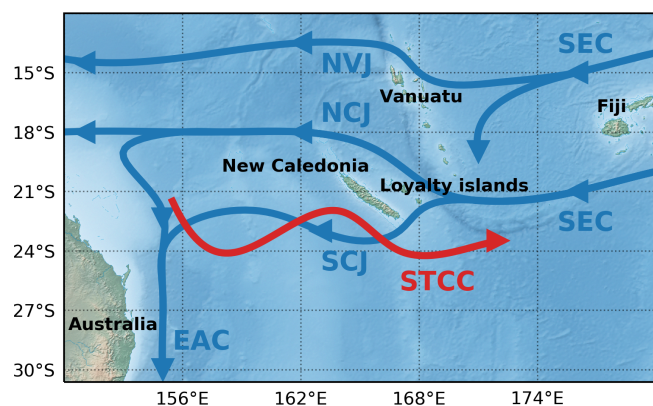 SEC
15°S
NVJ
Vanuatu
Fiji
NCJ
18°S
New Caledonia
Loyalty islands
21°S
SEC
24°S
SCJ
STCC
27°S
Australia
EAC
30°S
156°E 162°E 168°E 174°E